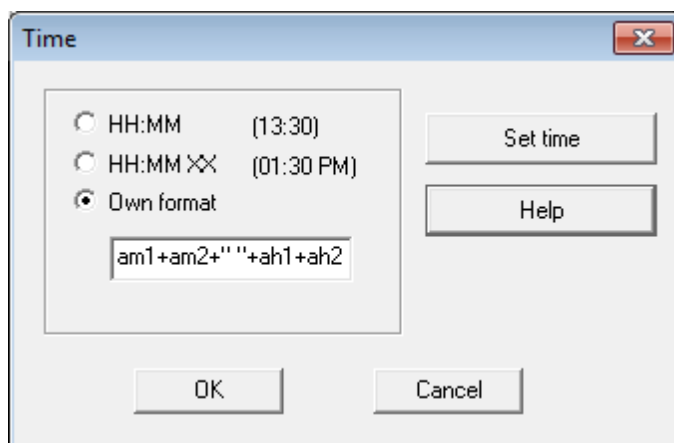 Time
HH:MM (13:30)
HH:MM XX (01:30 PM)
Own format
am1+am2+" "+ah1+ah2
Set time
Help
OK
Cancel